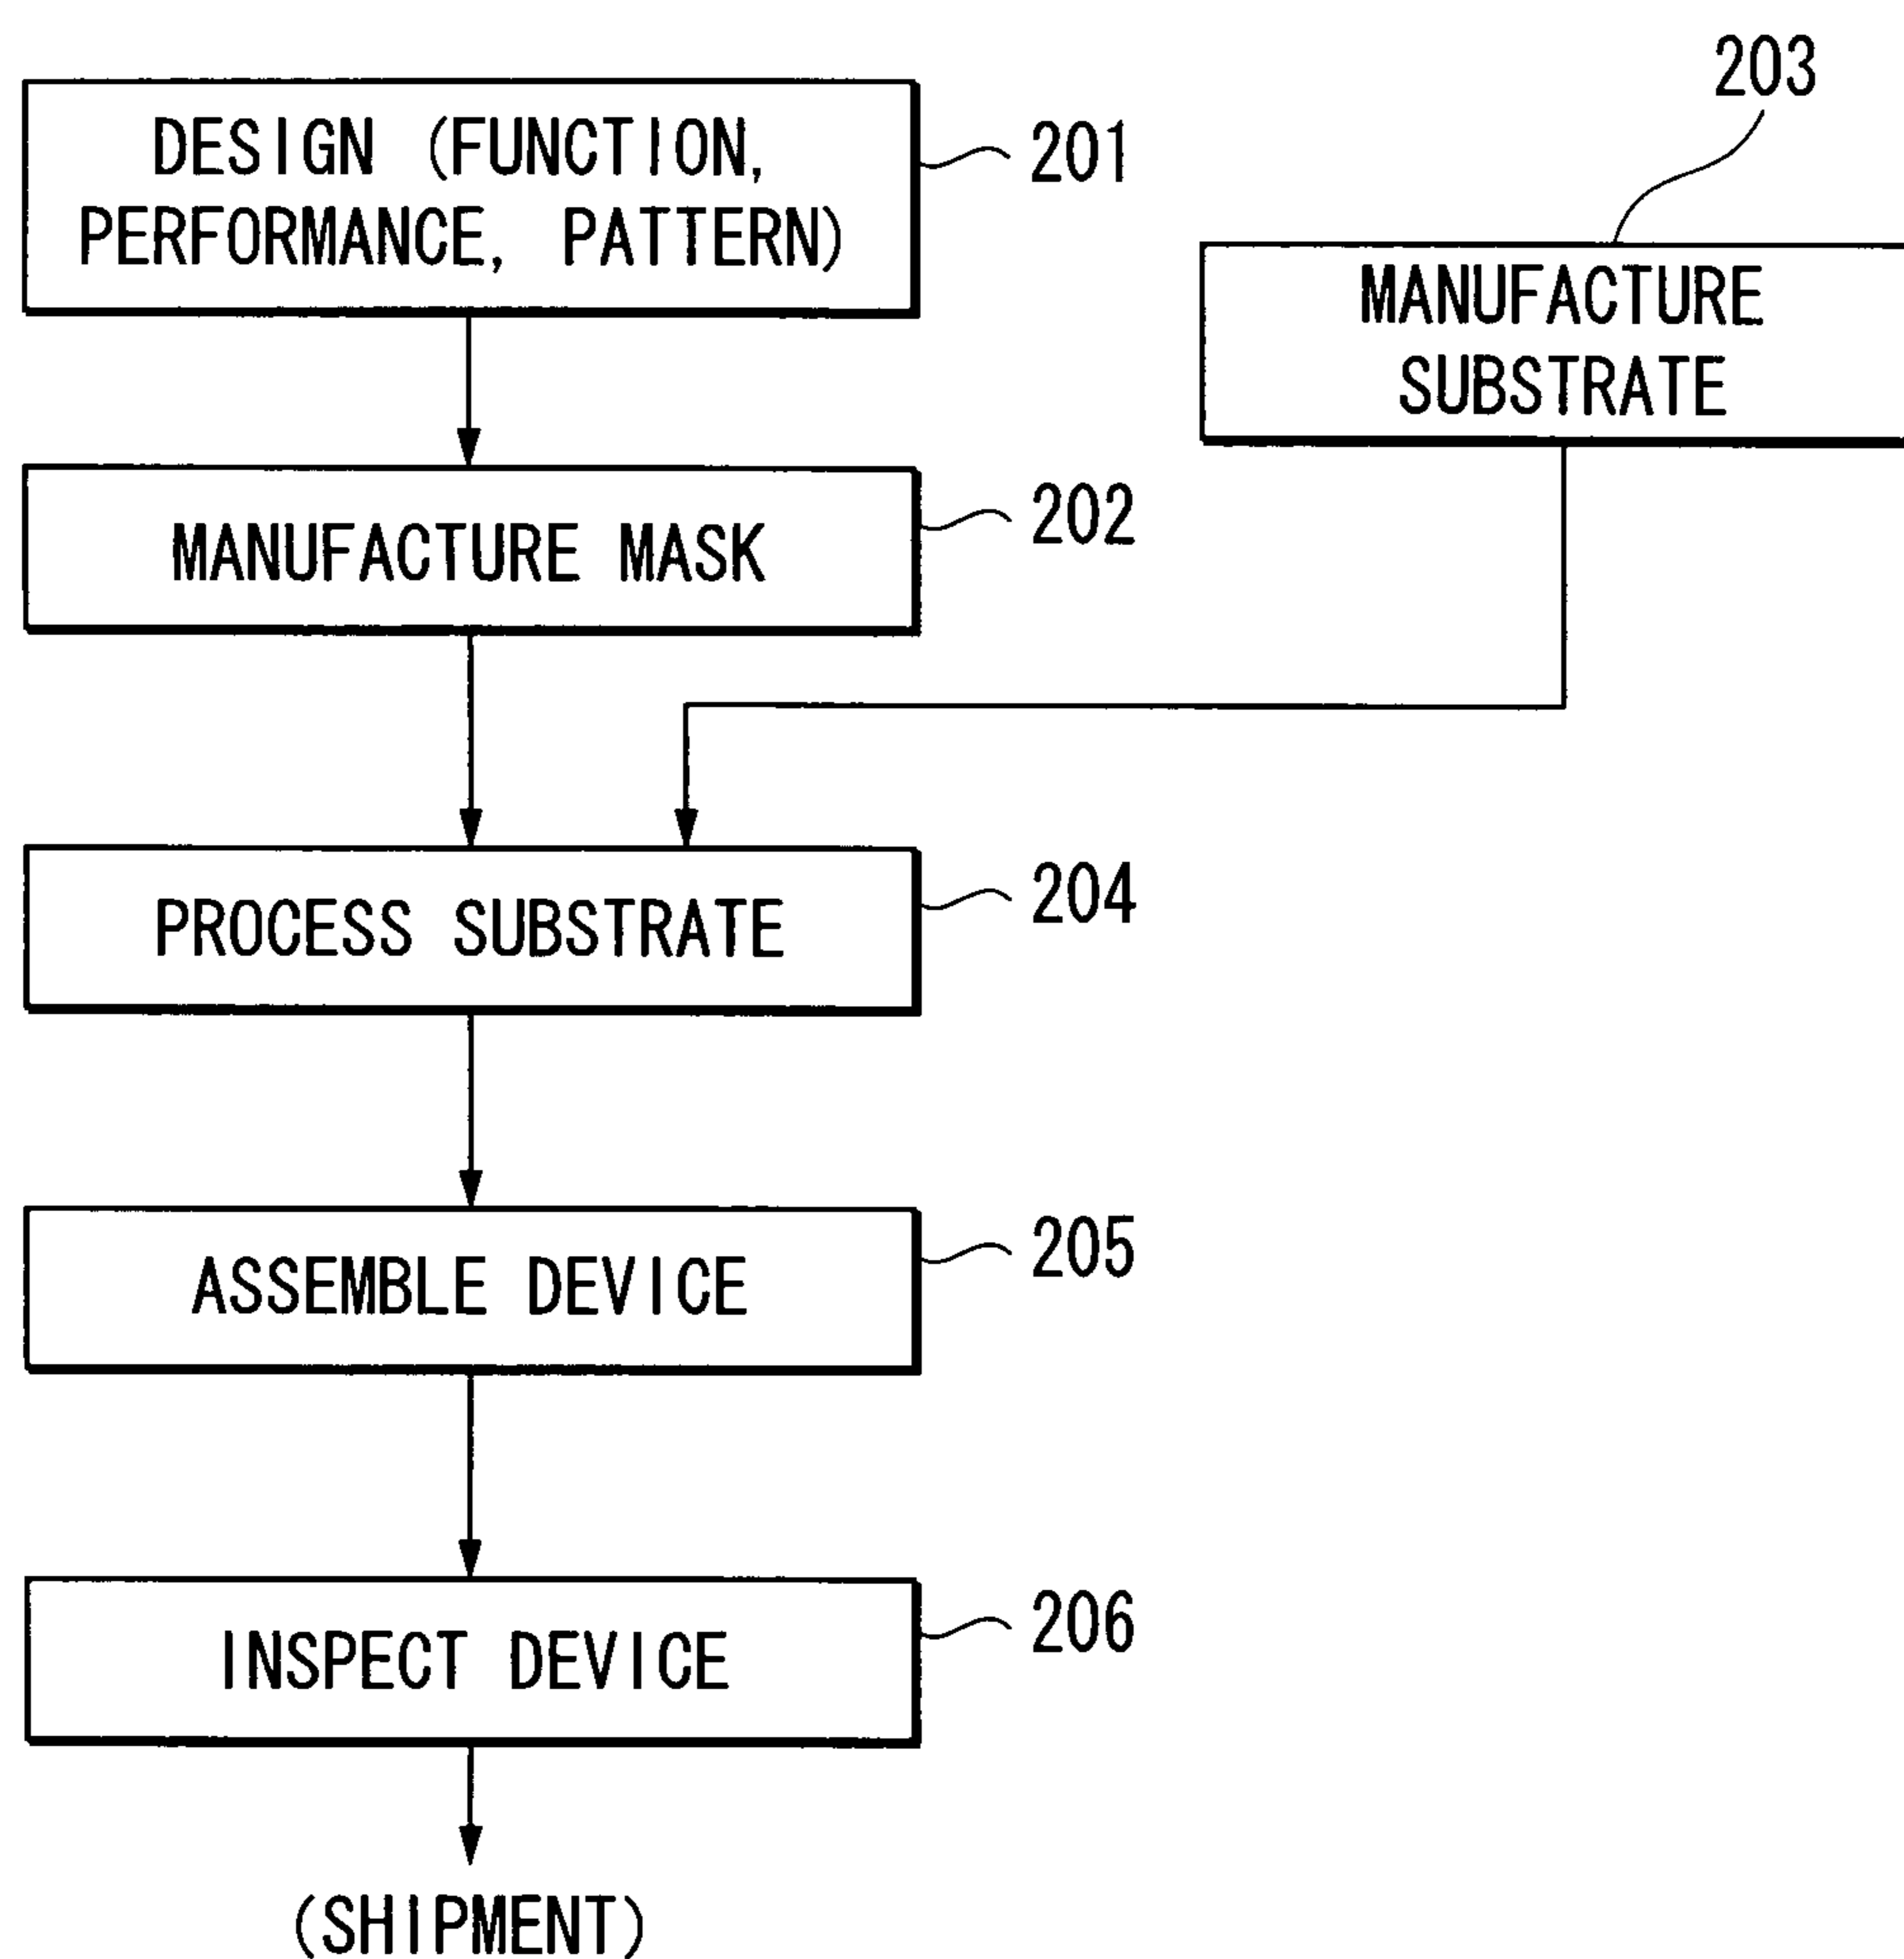 DESIGN (FUNCTION,
PERFORMANCE, PATTERN)
201
203
MANUFACTURE
SUBSTRATE
MANUFACTURE MASK
202
PROCESS SUBSTRATE
204
ASSEMBLE DEVICE
205
INSPECT DEVICE
206
(SHIPMENT)